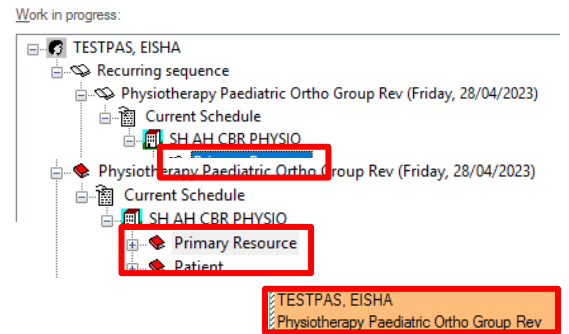 Work in progress:
TESTPAS, EISHA
Recurring sequence
Physiotherapy Paediatric Ortho Group Rev (Friday, 28/04/2023)
Current Schedule
SH AH CBR PHYSIO
Physiotherapy Paediatric Ortho Group Rev (Friday, 28/04/2023)
Current Schedule
SH AH CBR PHYSIO
Primary Resource
Patient
TESTPAS, EISHA
Physiotherapy Paediatric Ortho Group Rev